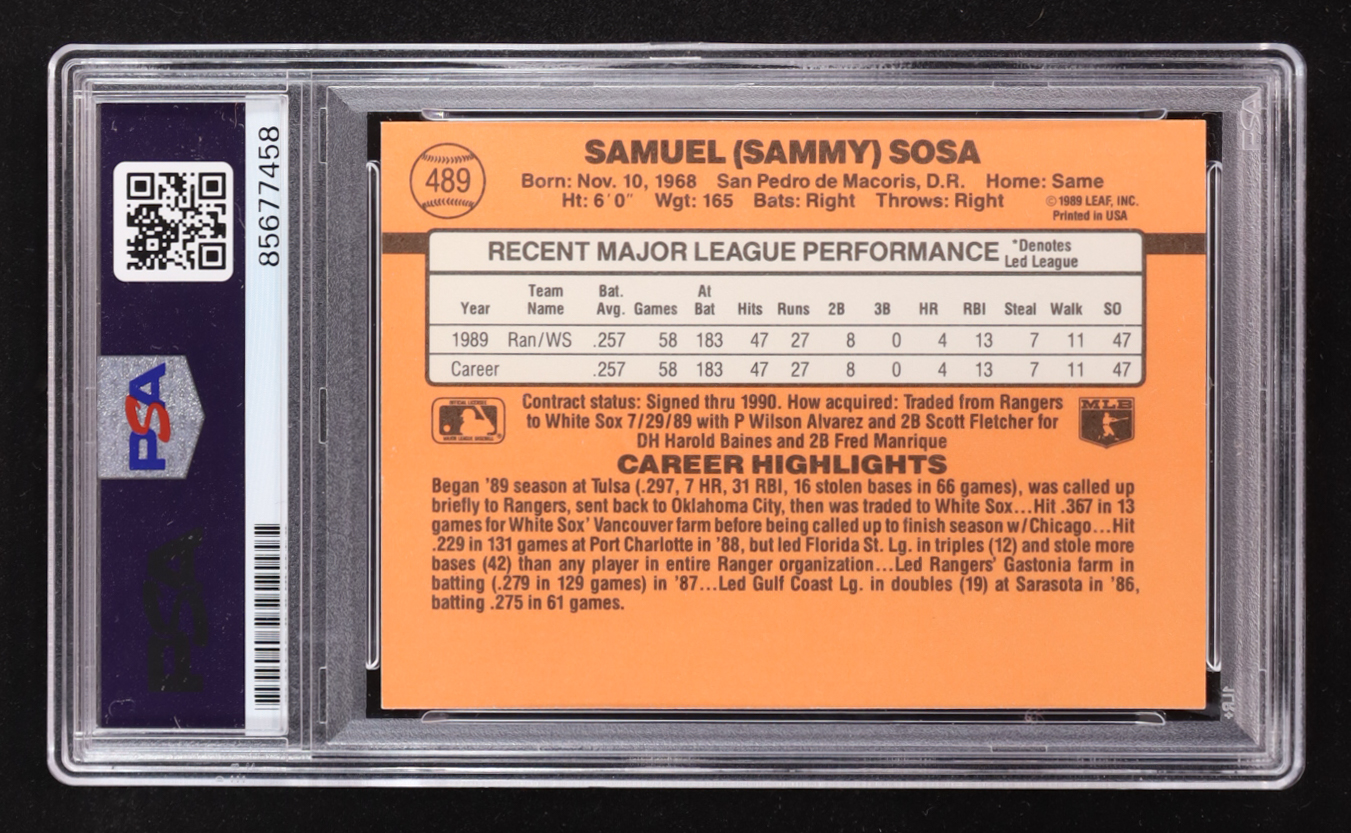 85677458
PSA
PSA
489
SAMUEL (SAMMY) SOSA
Born: Nov. 10, 1968 San Pedro de Macoris, D.R. Home: Same
Ht: 6'0" Wgt: 165 Bats: Right Throws: Right
©1989 LEAF, INC.
Printed in USA
RECENT MAJOR LEAGUE PERFORMANCE *Denotes Led League
Year Team Name Bat. Avg. Games At Bat Hits Runs 2B 3B HR RBI Steal Walk SO
1989 Ran/WS .257 58 183 47 27 8 0 4 13 7 11 47
Career .257 58 183 47 27 8 0 4 13 7 11 47
Contract status: Signed thru 1990. How acquired: Traded from Rangers
to White Sox 7/29/89 with P Wilson Alvarez and 2B Scott Fletcher for
DH Harold Baines and 2B Fred Manrique
MLB
CAREER HIGHLIGHTS
Began '89 season at Tulsa (.297, 7 HR, 31 RBI, 16 stolen bases in 66 games), was called up
briefly to Rangers, sent back to Oklahoma City, then was traded to White Sox...Hit .367 in 13
games for White Sox' Vancouver farm before being called up to finish season w/Chicago...Hit
.229 in 131 games at Port Charlotte in '88, but led Florida St. Lg. in triples (12) and stole more
bases (42) than any player in entire Ranger organization...Led Rangers' Gastonia farm in
batting (.279 in 129 games) in '87...Led Gulf Coast Lg. in doubles (19) at Sarasota in '86,
batting .275 in 61 games.
PSA